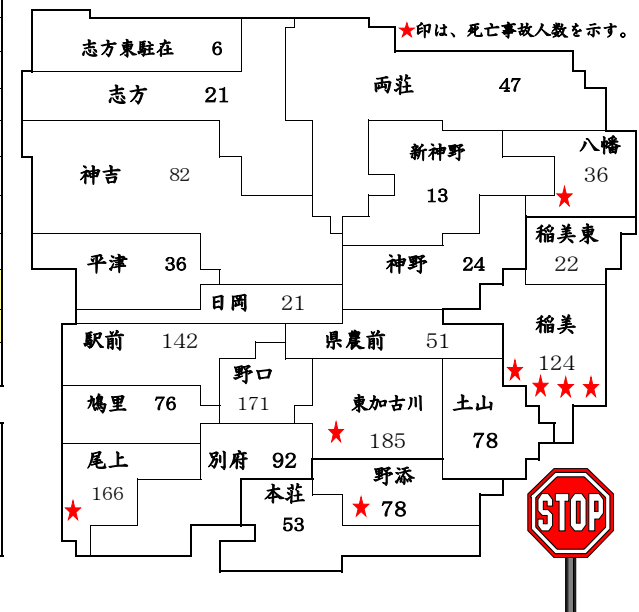 ★印は、死亡事故人数を示す。
志方東駐在 6
志方 21
両荘 47
新神野
13
八幡
36
★
神吉 82
稲美東
22
平津 36
神野 24
日岡 21
稲美
124
★ ★ ★ ★
駅前 142
県農前 51
野口
171
鳩里 76
東加古川
★ 185
土山
78
尾上
166
★
別府 92
本荘
53
野添
★ 78
STOP